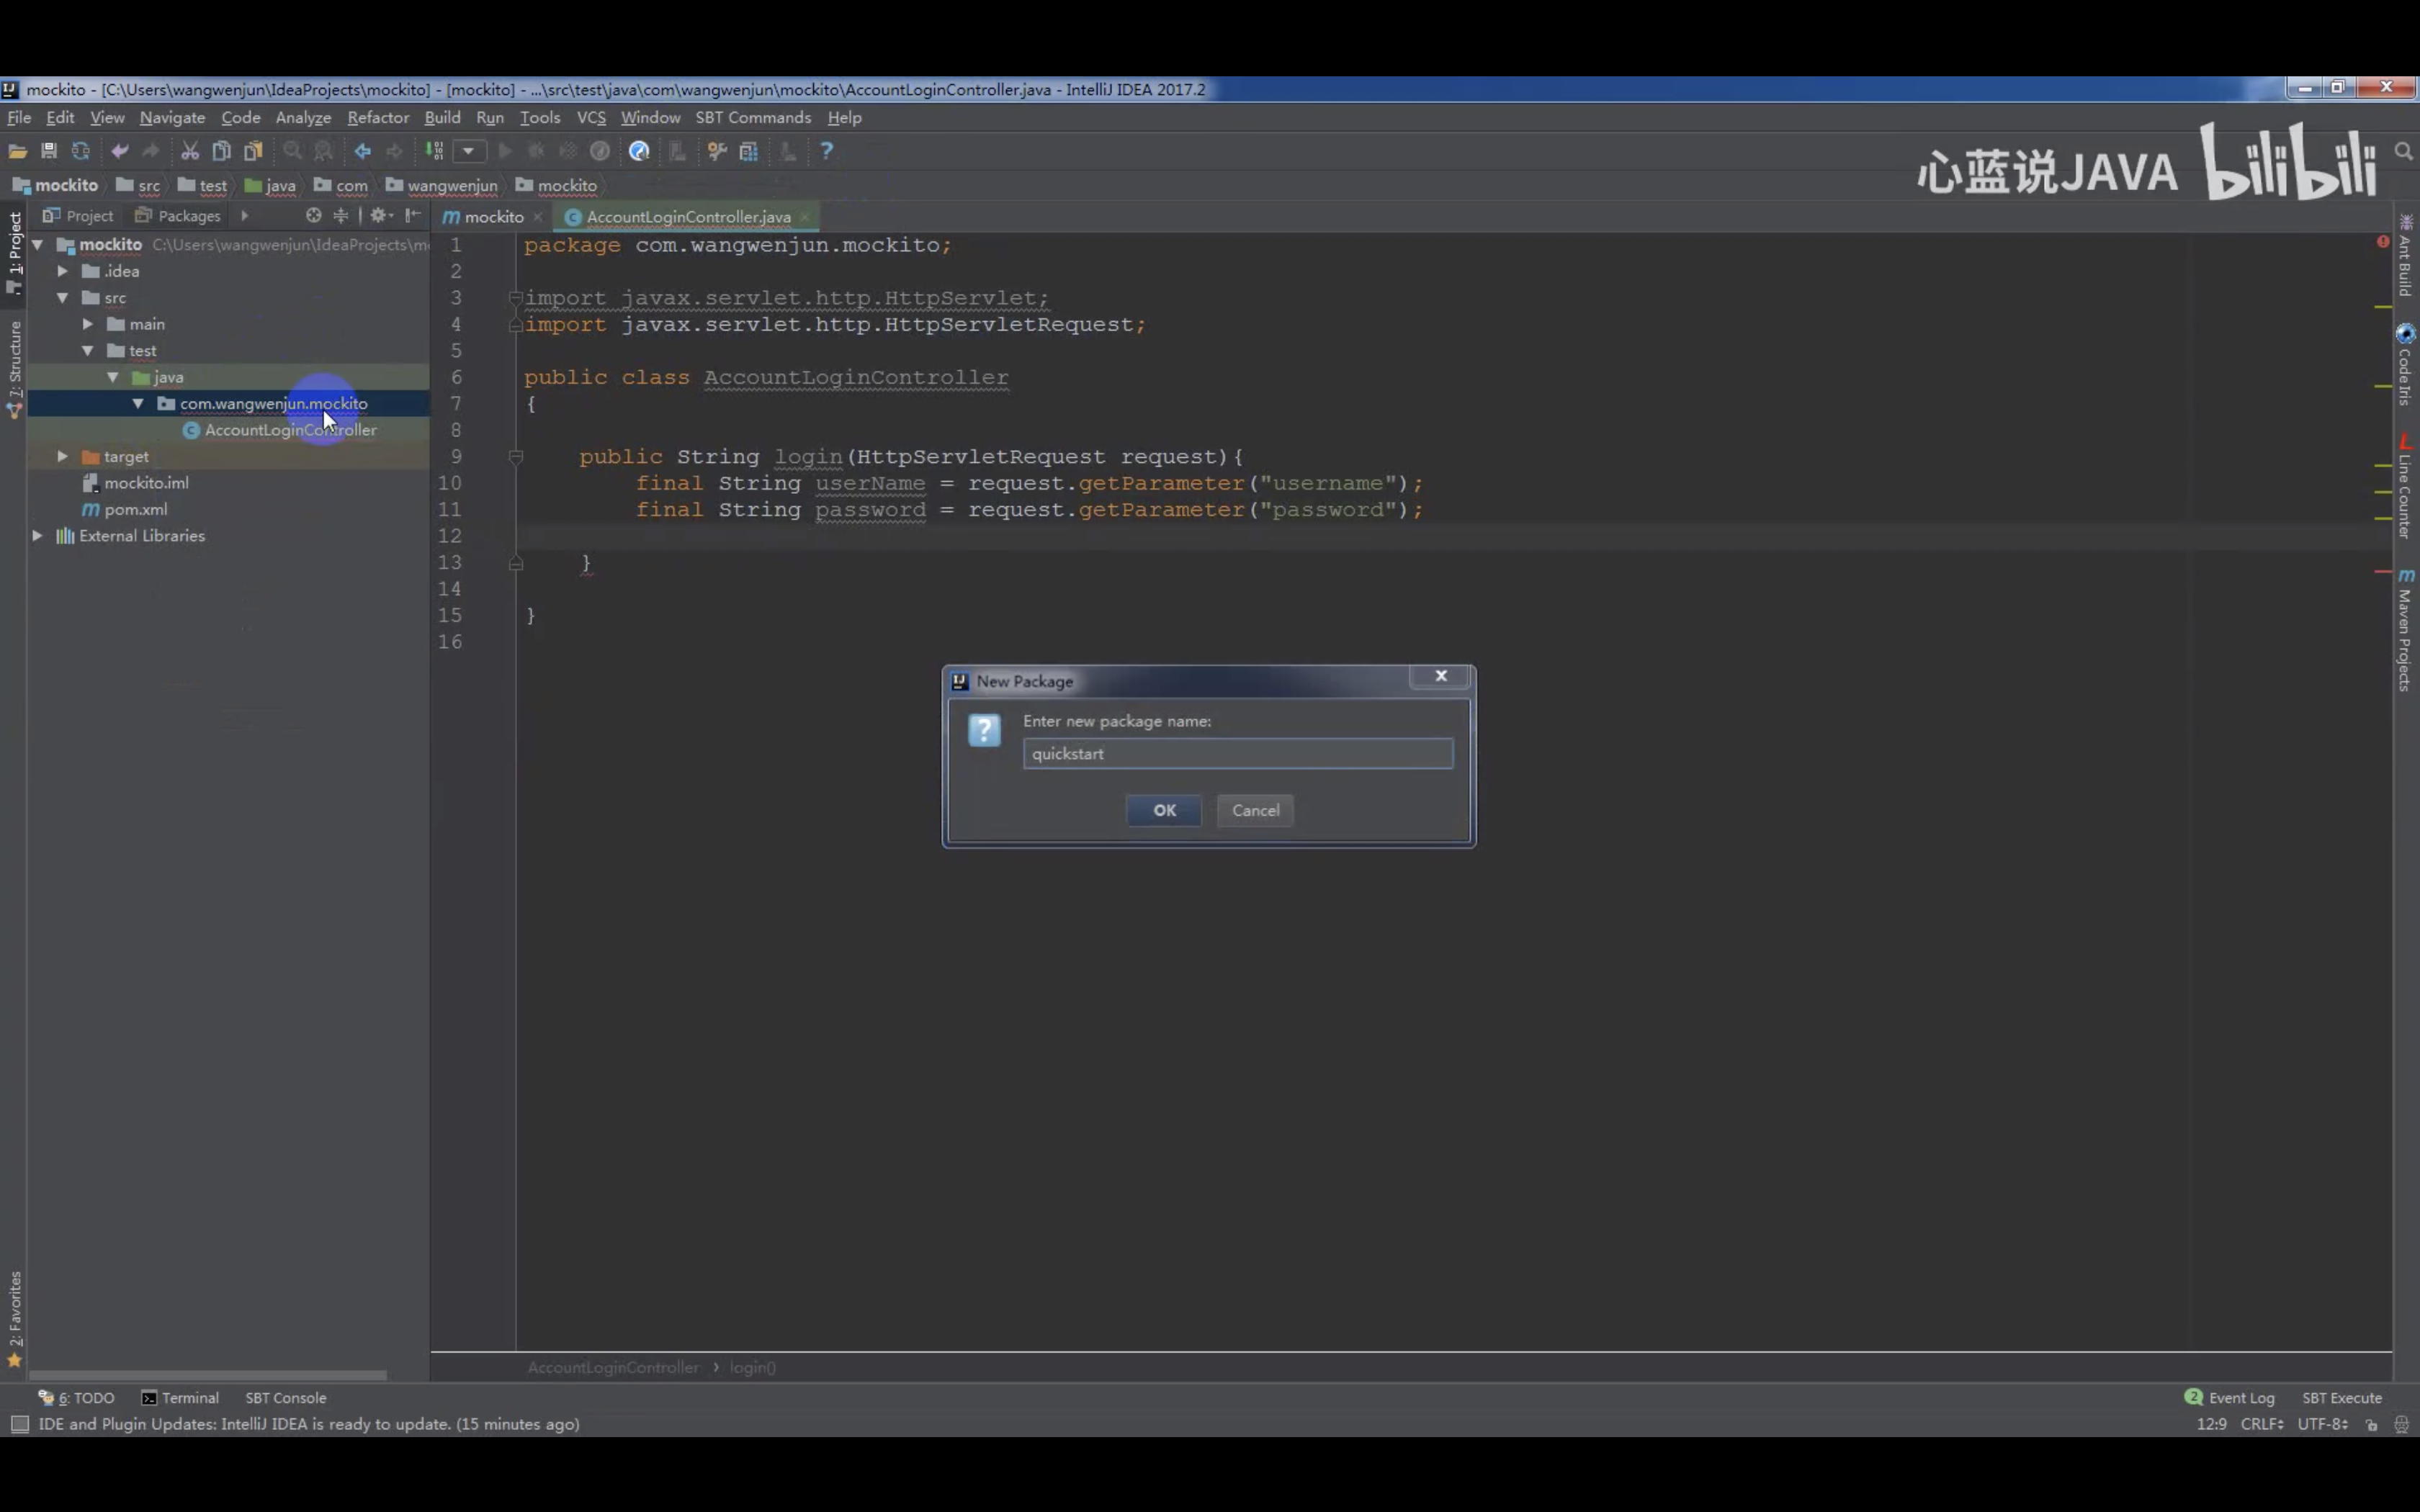 mockito - [C:\Users\wangwenjun\IdeaProjects\mockito] - [mockito] - ...\src\test\java\com\wangwenjun\mockito\AccountLoginController.java - IntelliJ IDEA 2017.2
File Edit View Navigate Code Analyze Refactor Build Run Tools VCS Window SBT Commands Help
心蓝说JAVA bilibili
mockito src test java com wangwenjun mockito
Project Packages
mockito AccountLoginController.java
1: Project
7: Structure
2: Favorites
mockito C:\Users\wangwenjun\IdeaProjects\m
.idea
src
main
test
java
com.wangwenjun.mockito
AccountLoginController
target
mockito.iml
pom.xml
External Libraries
1 package com.wangwenjun.mockito;
2
3 import javax.servlet.http.HttpServlet;
4 import javax.servlet.http.HttpServletRequest;
5
6 public class AccountLoginController
7 {
8
9 public String login(HttpServletRequest request){
10 final String userName = request.getParameter("username");
11 final String password = request.getParameter("password");
12
13 }
14
15 }
16
New Package
Enter new package name:
quickstart
OK Cancel
Ant Build
Code Iris
Line Counter
Maven Projects
AccountLoginController › login()
6: TODO Terminal SBT Console
2 Event Log SBT Execute
IDE and Plugin Updates: IntelliJ IDEA is ready to update. (15 minutes ago)
12:9 CRLF UTF-8